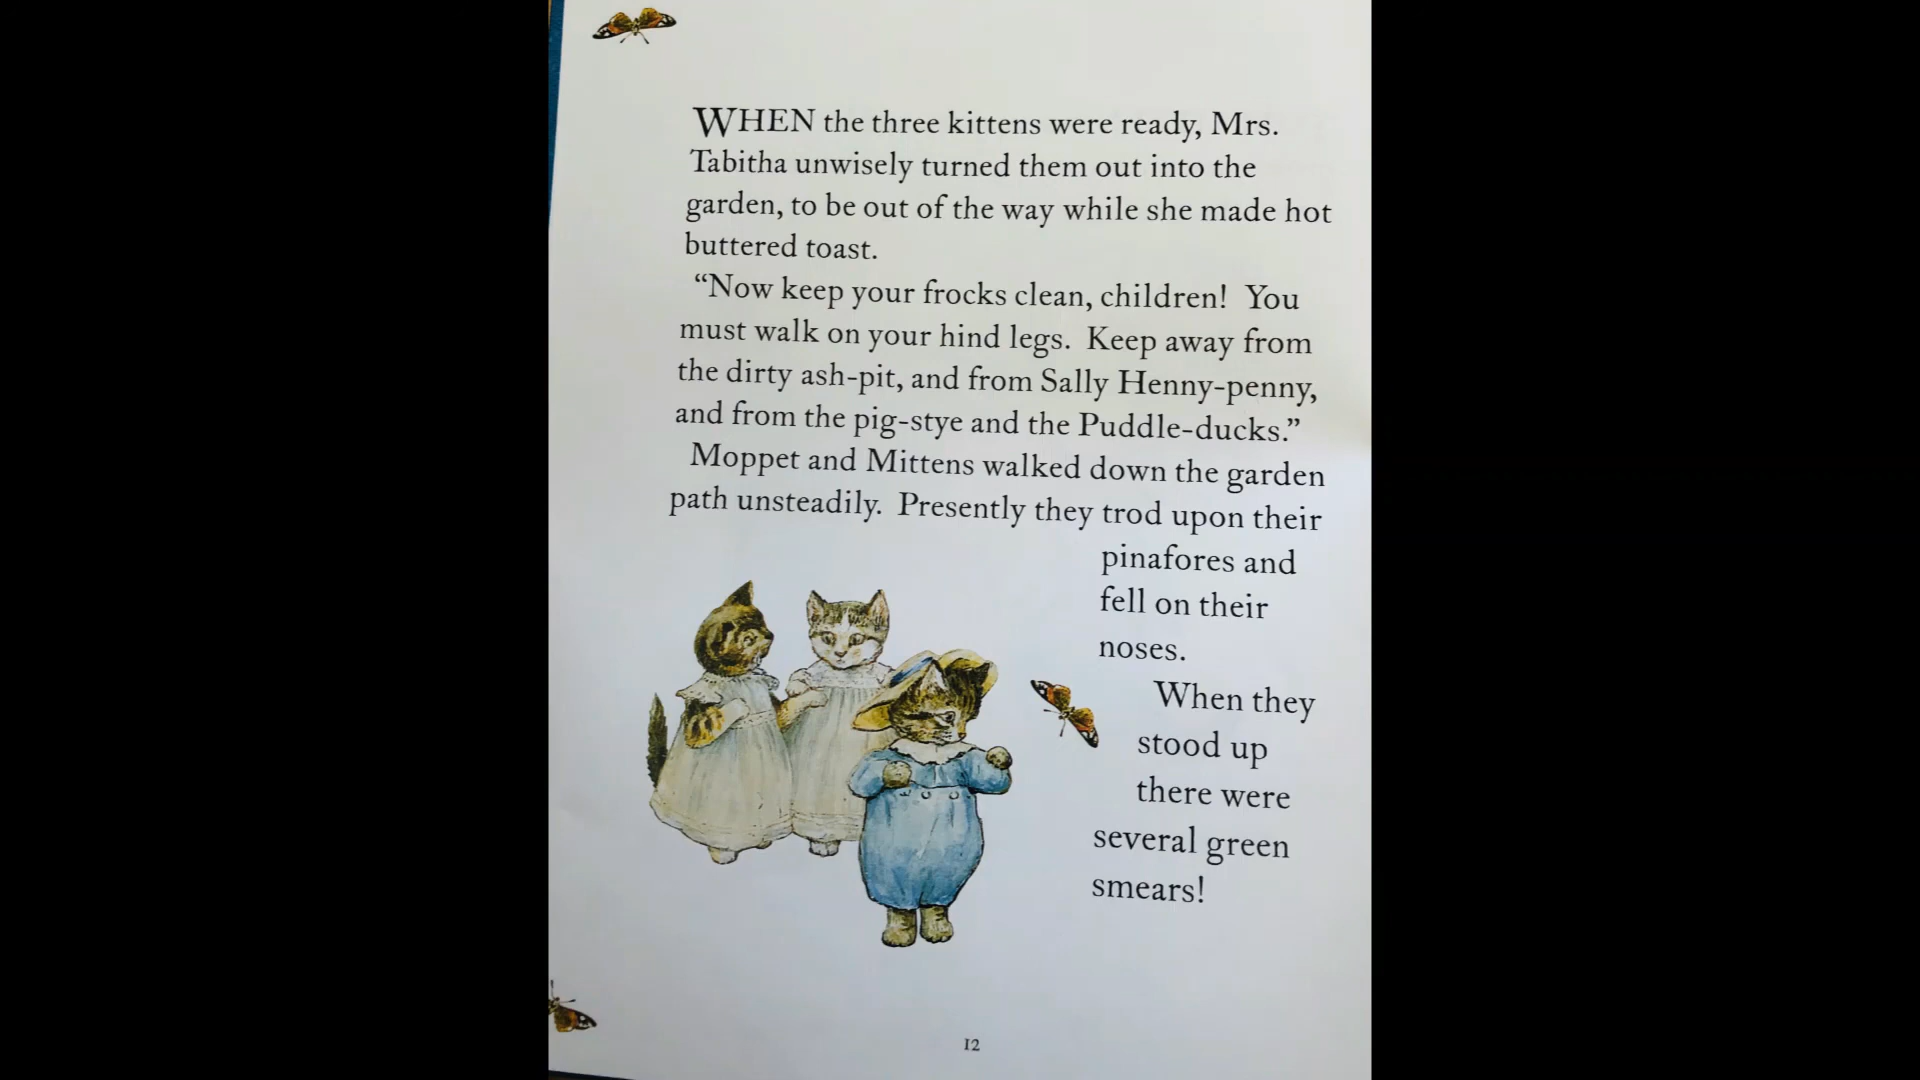 WHEN the three kittens were ready, Mrs.
Tabitha unwisely turned them out into the
garden, to be out of the way while she made hot
buttered toast.
“Now keep your frocks clean, children! You
must walk on your hind legs. Keep away from
the dirty ash-pit, and from Sally Henny-penny,
and from the pig-stye and the Puddle-ducks.”
Moppet and Mittens walked down the garden
path unsteadily. Presently they trod upon their
pinafores and
fell on their
noses.
When they
stood up
there were
several green
smears!
12